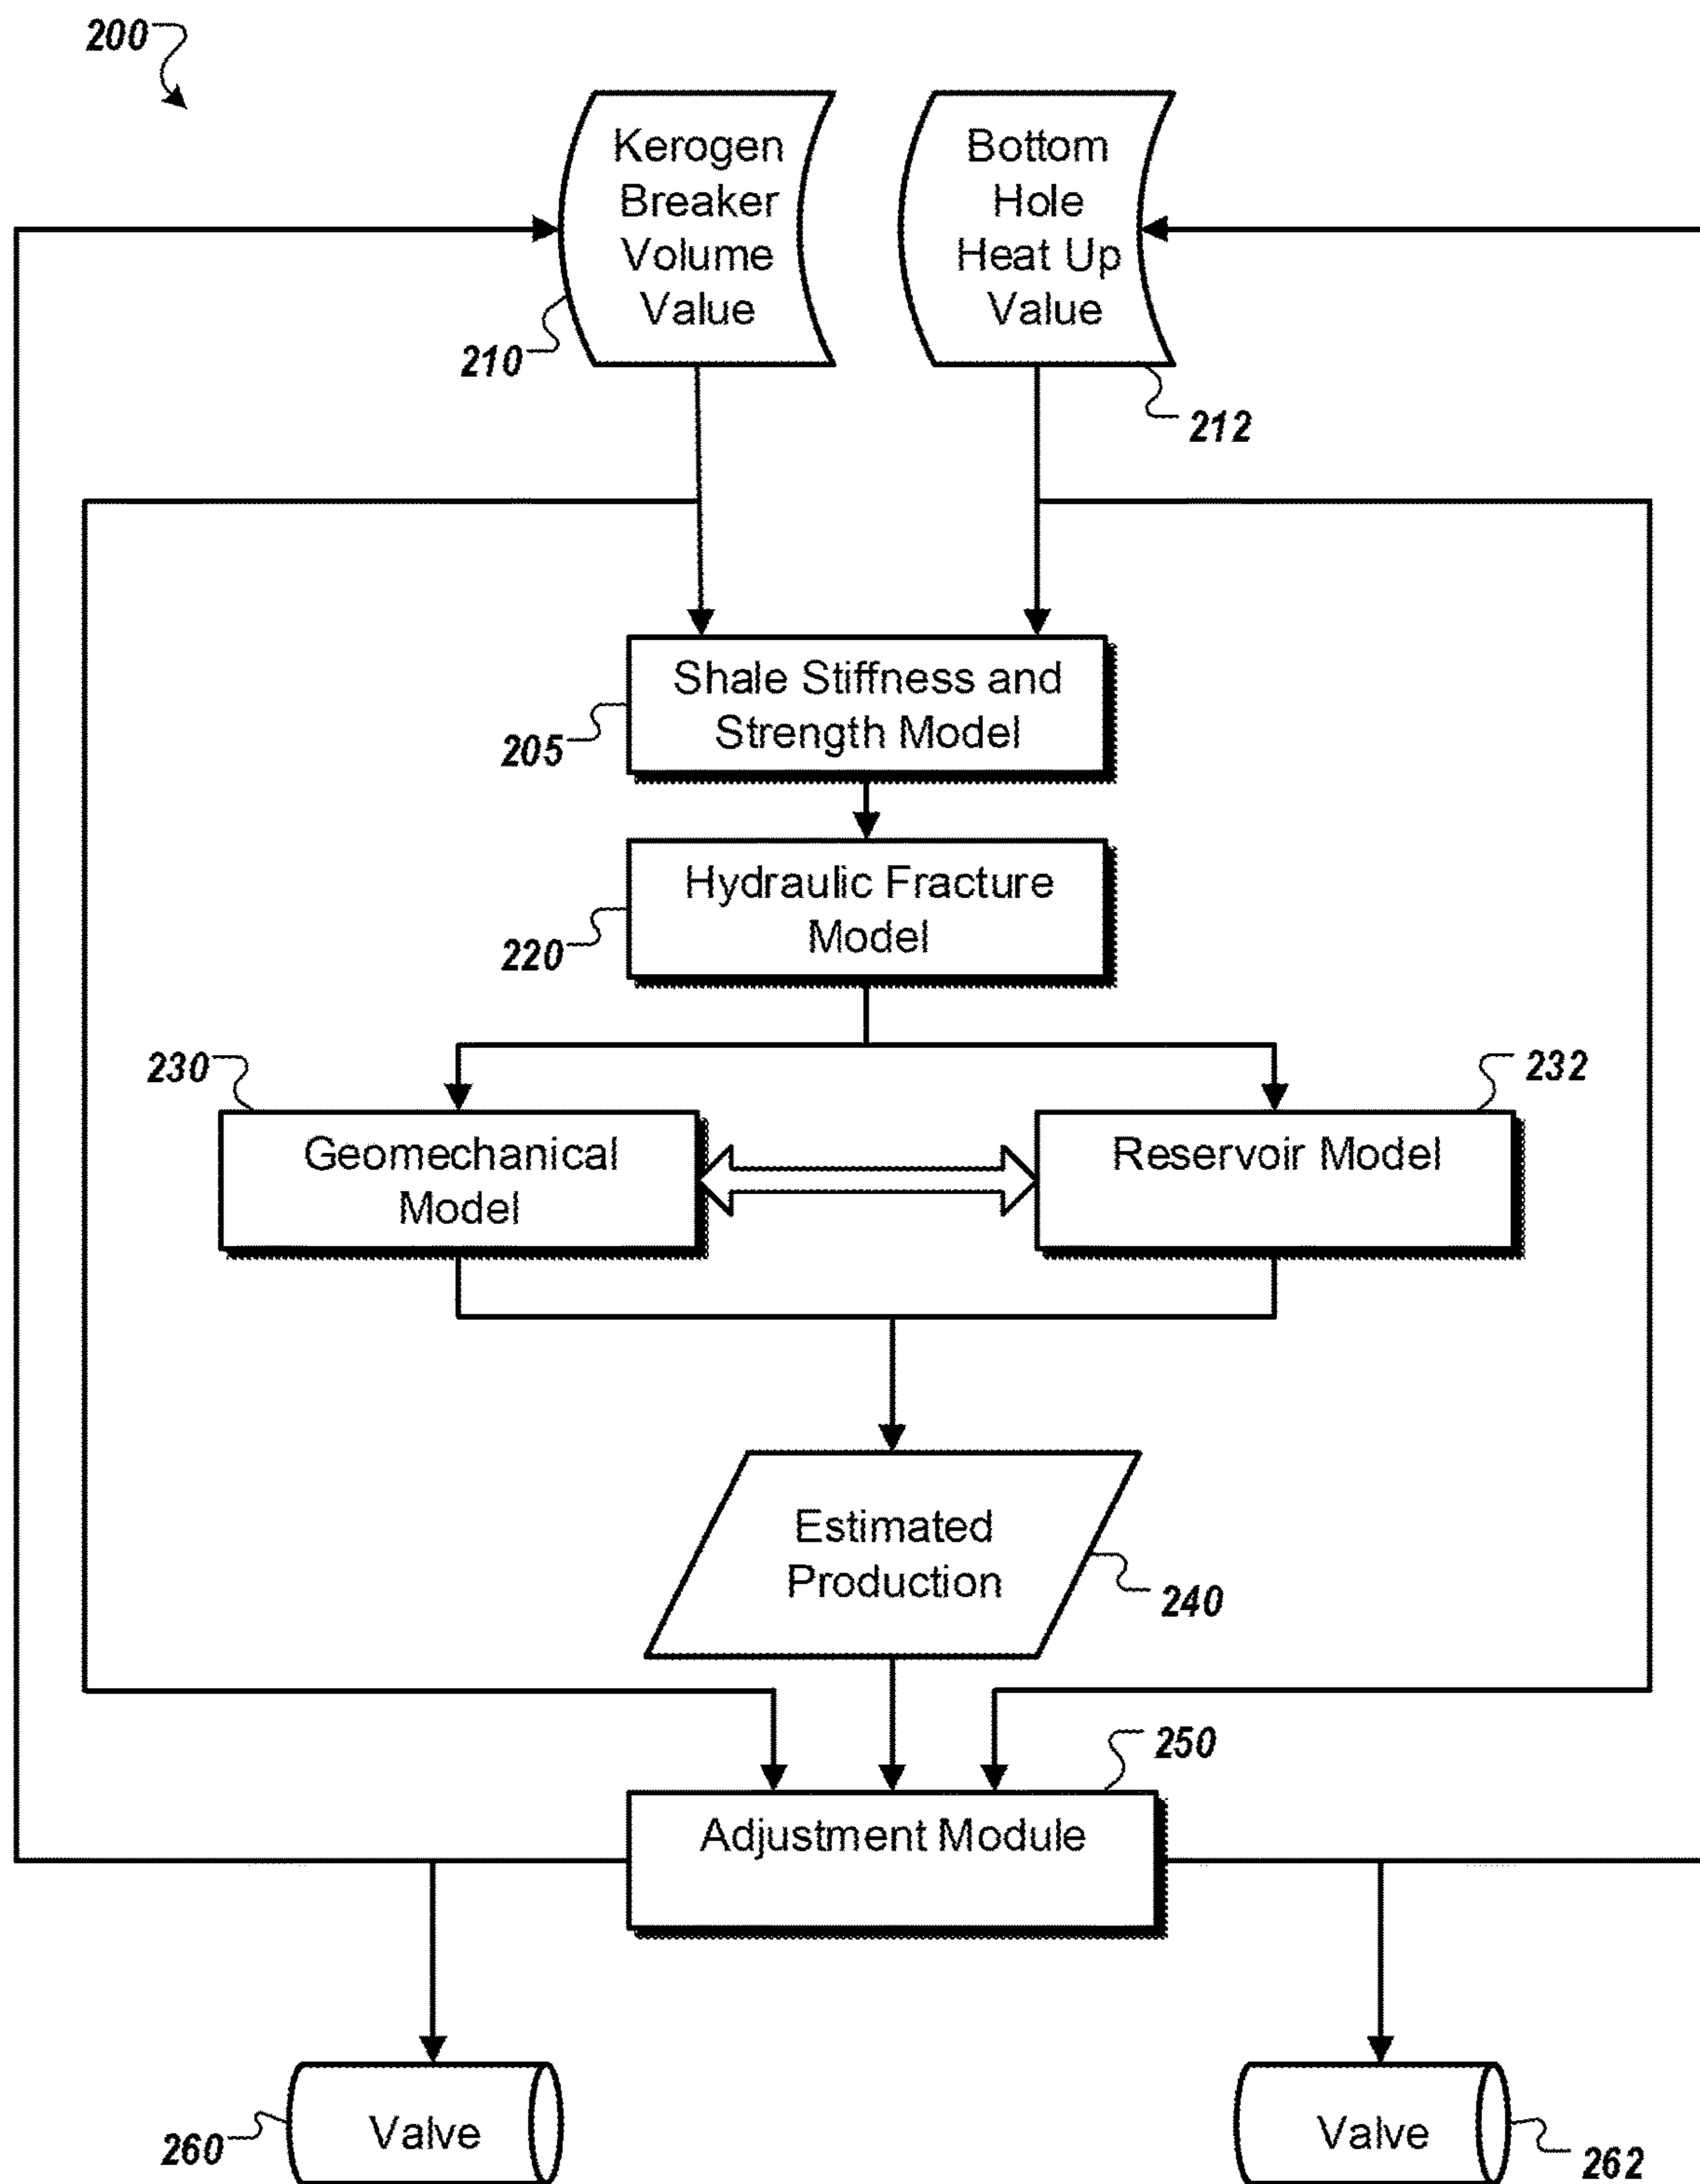 200
Kerogen
Breaker
Volume
Value
210
Bottom
Hole
Heat Up
Value
212
Shale Stiffness and
Strength Model
205
Hydraulic Fracture
Model
220
230
Geomechanical
Model
232
Reservoir Model
Estimated
Production
240
250
Adjustment Module
Valve
260
Valve
262